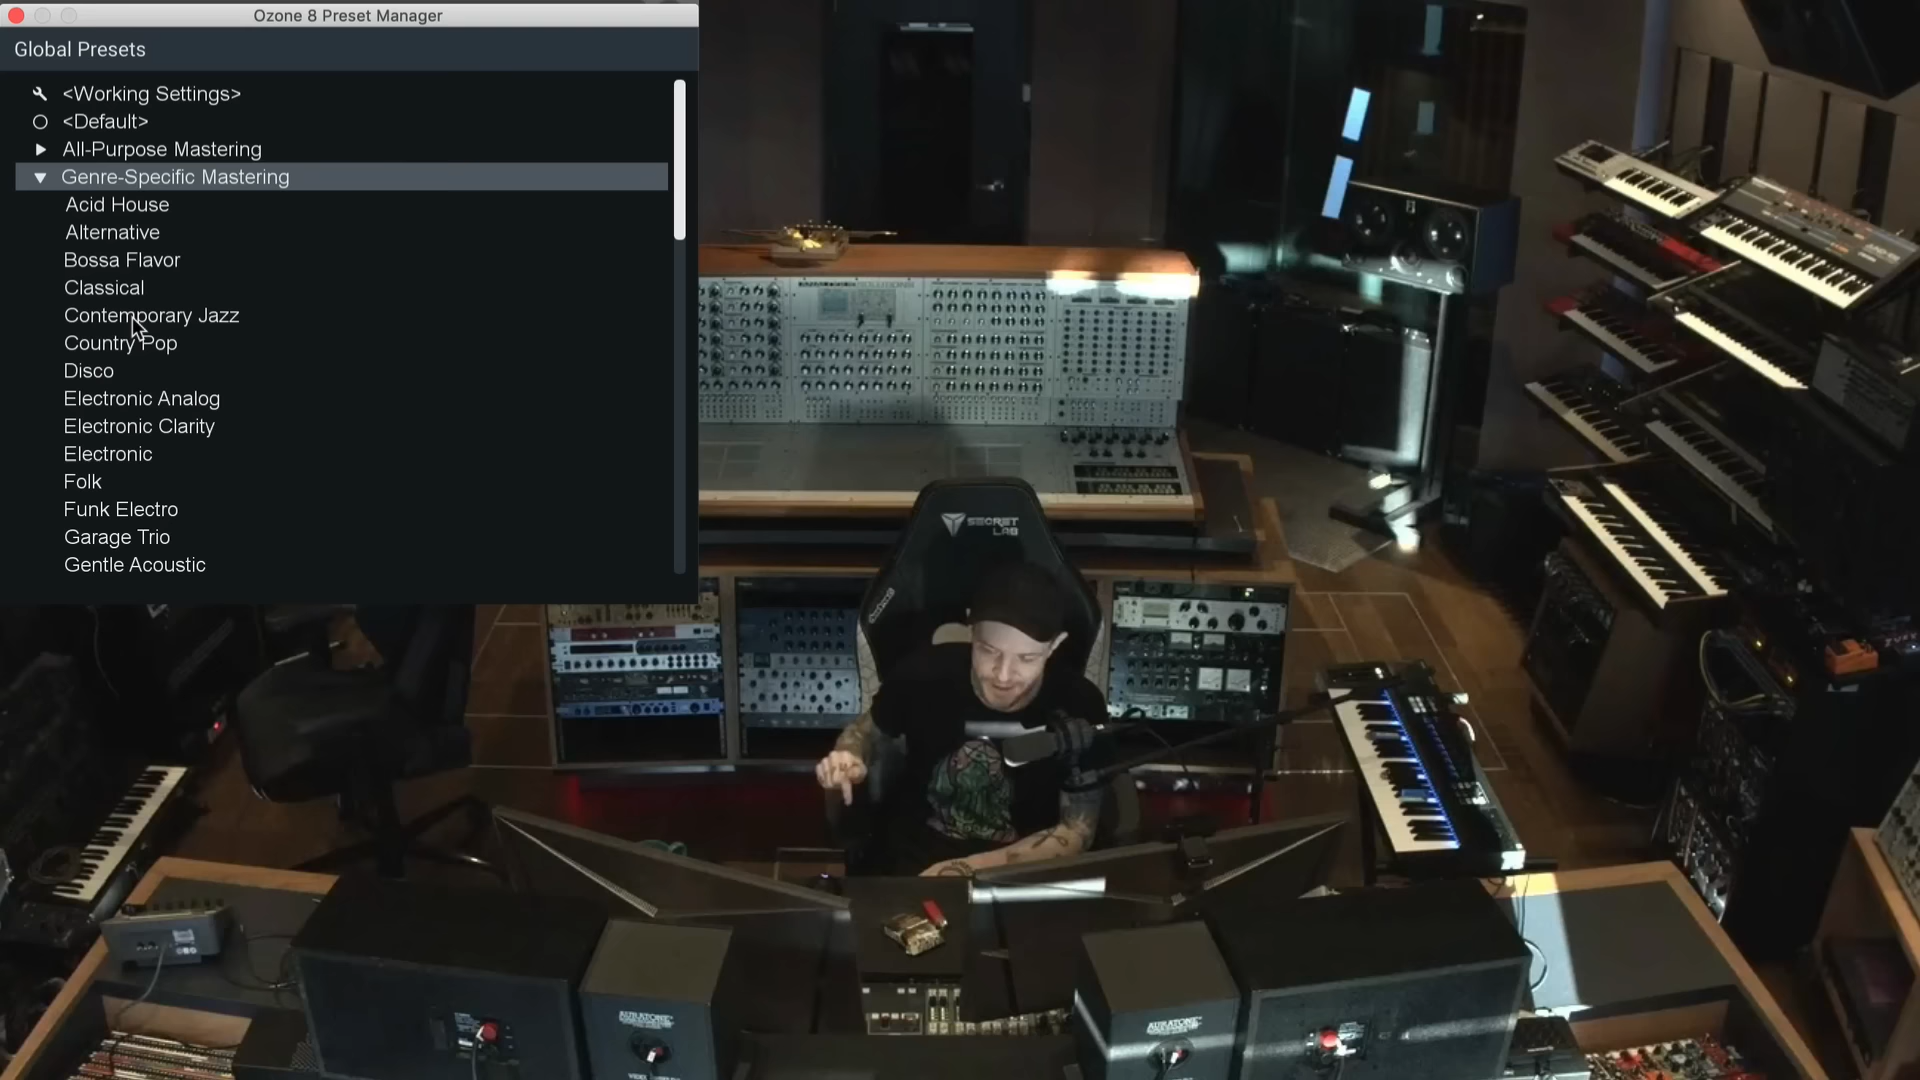 Ozone 8 Preset Manager
Global Presets
<Working Settings>
<Default>
All-Purpose Mastering
Genre-Specific Mastering
Acid House
Alternative
Bossa Flavor
Classical
Contemporary Jazz
Country Pop
Disco
Electronic Analog
Electronic Clarity
Electronic
Folk
Funk Electro
Garage Trio
Gentle Acoustic
SECRET
LAB
AURATONE
AURATONE